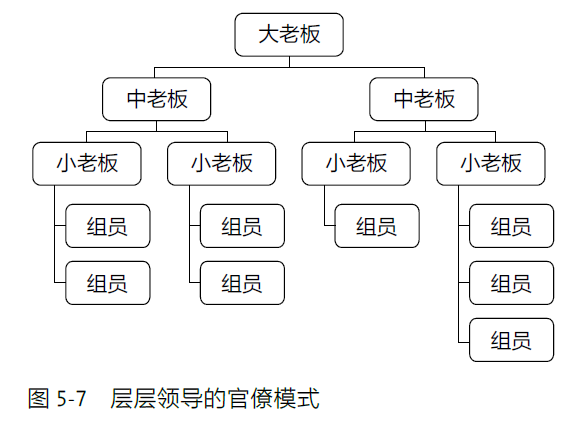 大老板
中老板 中老板
小老板 小老板 小老板 小老板
组员 组员 组员 组员
组员 组员 组员
组员
图 5-7 层层领导的官僚模式